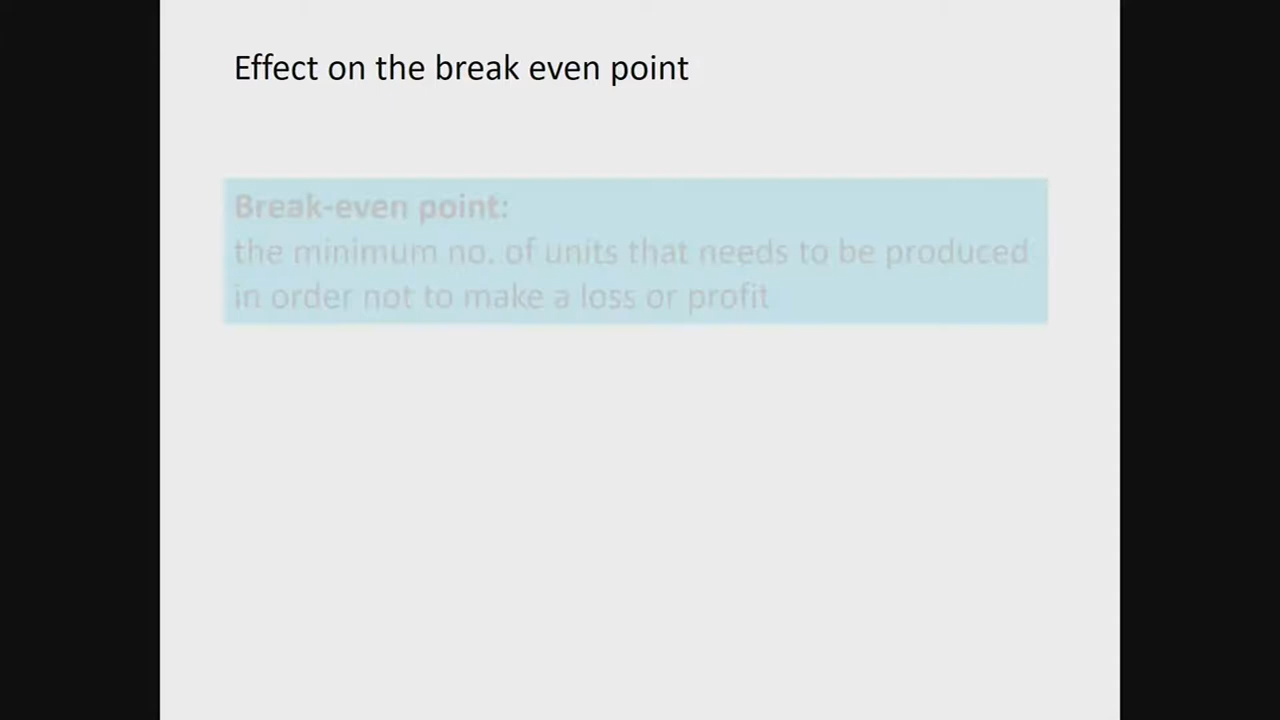 Effect on the break even point
Break-even point:
the minimum no. of units that needs to be produced
in order not to make a loss or profit